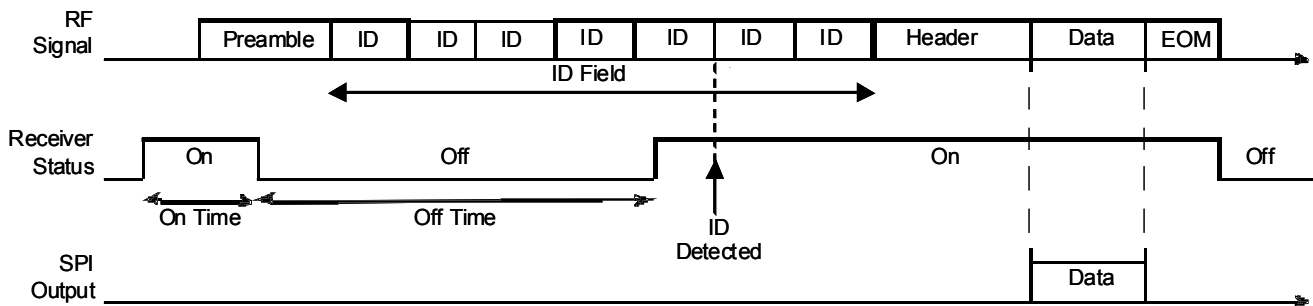 RF
Signal
Preamble ID ID ID ID ID ID ID Header Data EOM
ID Field
Receiver
Status
On Off On Off
On Time Off Time
ID
Detected
SPI
Output
Data